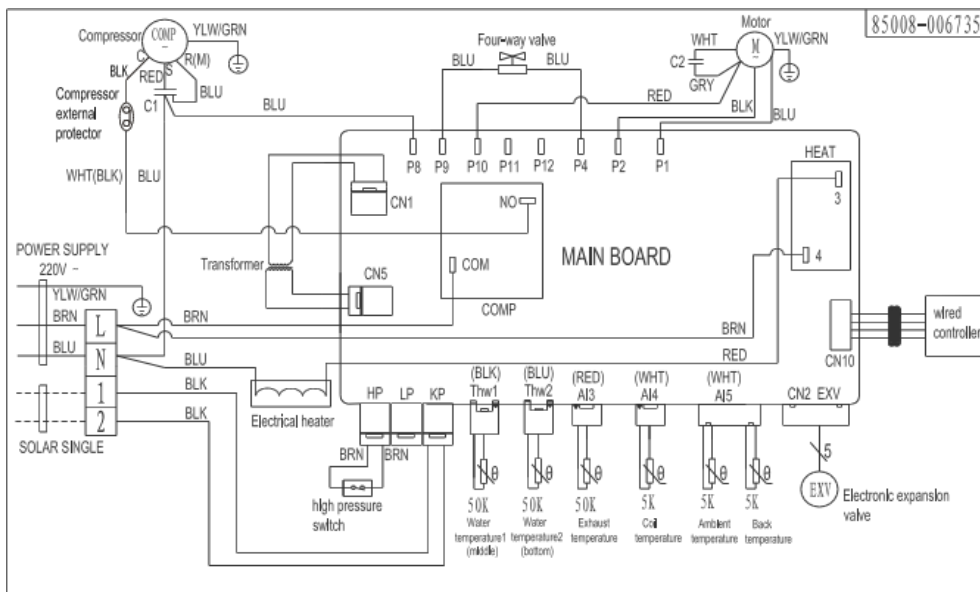 85008-006735
Compressor
COMP
~
YLW/GRN
C
S
R(M)
BLK
RED
BLU
C1
BLU
Compressor
external
protector
WHT(BLK)
BLU
Four-way valve
BLU
BLU
Motor
M
~
YLW/GRN
WHT
C2
GRY
RED
BLK
BLU
P8
P9
P10
P11
P12
P4
P2
P1
HEAT
3
4
CN1
NO
COM
COMP
MAIN BOARD
Transformer
CN5
POWER SUPPLY
220V ~
YLW/GRN
BRN
L
BRN
BLU
N
BLU
1
BLK
2
BLK
SOLAR SINGLE
Electrical heater
BRN
RED
CN10
wired
controller
HP
LP
KP
BRN
BRN
high pressure
switch
(BLK)
Thw1
(BLU)
Thw2
(RED)
AI3
(WHT)
AI4
(WHT)
AI5
CN2 EXV
θ
θ
θ
θ
θ
θ
5
EXV
Electronic expansion
valve
50K
Water
temperature1
(middle)
50K
Water
temperature2
(bottom)
50K
Exhaust
temperature
5K
Coil
temperature
5K
Ambient
temperature
5K
Back
temperature